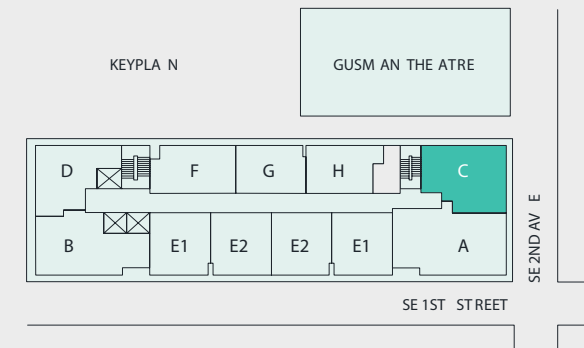 KEYPLA N
GUSM AN THE ATRE
D
F
G
H
C
B
E1
E2
E2
E1
A
SE 2ND AV E
SE 1ST ST REET